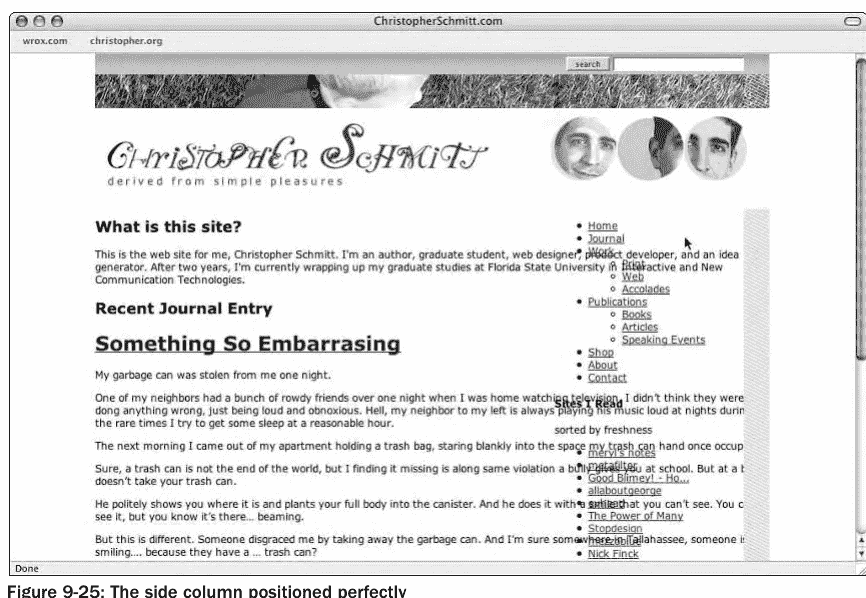 ChristopherSchmitt.com
wrox.com christopher.org
search
CHRiSTOPHER SCHMiTT
derived from simple pleasures
What is this site?
This is the web site for me, Christopher Schmitt. I'm an author, graduate student, web designer, product developer, and an idea
generator. After two years, I'm currently wrapping up my graduate studies at Florida State University in Interactive and New
Communication Technologies.
Recent Journal Entry
Something So Embarrasing
My garbage can was stolen from me one night.
One of my neighbors had a bunch of rowdy friends over one night when I was home watching television. I didn't think they were
dong anything wrong, just being loud and obnoxious. Hell, my neighbor to my left is always playing his music loud at nights durin
the rare times I try to get some sleep at a reasonable hour.
The next morning I came out of my apartment holding a trash bag, staring blankly into the space my trash can hand once occup
Sure, a trash can is not the end of the world, but I finding it missing is along same violation a bully gives you at school. But at a b
doesn't take your trash can.
He politely shows you where it is and plants your full body into the canister. And he does it with a smile that you can't see. You c
see it, but you know it's there... beaming.
But this is different. Someone disgraced me by taking away the garbage can. And I'm sure somewhere in Tallahassee, someone is
smiling.... because they have a ... trash can?
Home
Journal
Work
Print
Web
Accolades
Publications
Books
Articles
Speaking Events
Shop
About
Contact
Sites I Read
sorted by freshness
meryl's notes
metafilter
Good Blimey! - Ho...
allaboutgeorge
The Power of Many
Stopdesign
Nick Finck
Done
Figure 9-25: The side column positioned perfectly